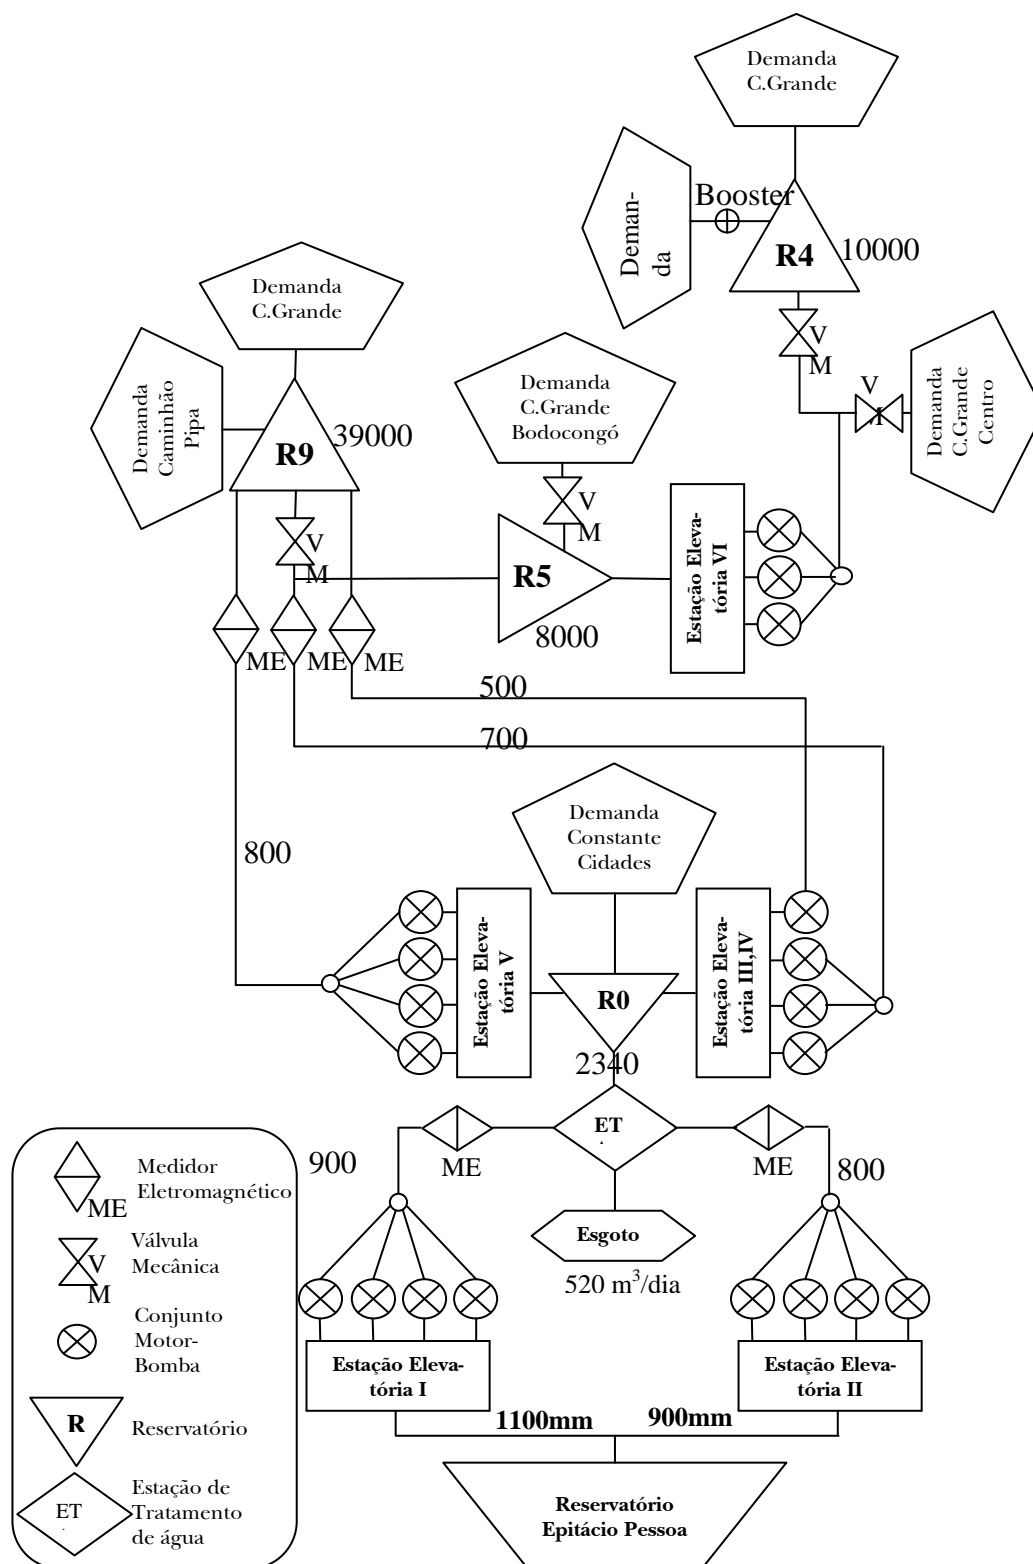 Demanda
C.Grande
Deman-
da
Booster
R4
10000
V
M
V
M
Demanda
C.Grande
Centro
Demanda
C.Grande
Demanda
Caminhão
Pipa
R9
39000
V
M
Demanda
C.Grande
Bodocongó
V
M
R5
8000
Estação Eleva-
tória VI
ME
ME
ME
500
700
800
Demanda
Constante
Cidades
Estação Eleva-
tória V
R0
2340
Estação Eleva-
tória III,IV
ET
.
ME
ME
900
800
Esgoto
520 m³/dia
Estação Eleva-
tória I
Estação Eleva-
tória II
1100mm
900mm
Reservatório
Epitácio Pessoa
ME
Medidor
Eletromagnético
V
M
Válvula
Mecânica
Conjunto
Motor-
Bomba
R
Reservatório
ET
.
Estação de
Tratamento
de água